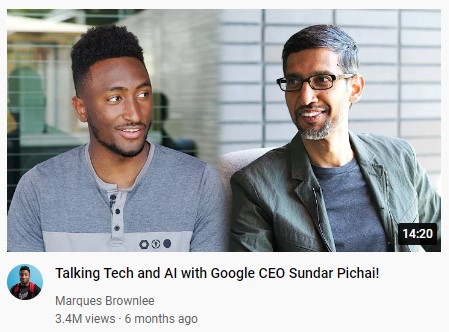 14:20
Talking Tech and AI with Google CEO Sundar Pichai!
Marques Brownlee
3.4M views · 6 months ago